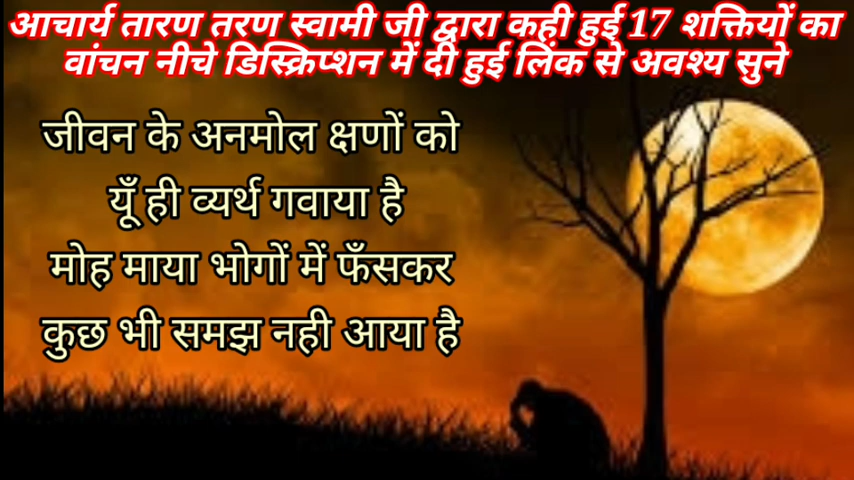 आचार्य तारण तरण स्वामी जी द्वारा कही हुई 17 शक्तियों का
वांचन नीचे डिस्क्रिप्शन में दी हुई लिंक से अवश्य सुने
जीवन के अनमोल क्षणों को
यूँ ही व्यर्थ गवाया है
मोह माया भोगों में फँसकर
कुछ भी समझ नही आया है